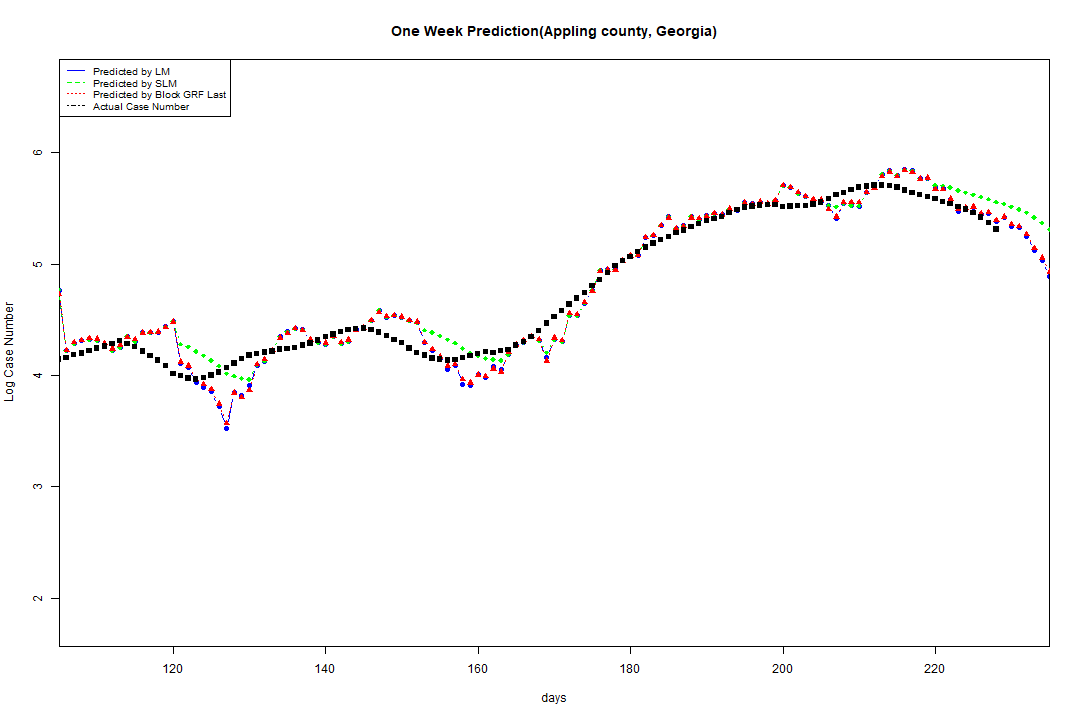 One Week Prediction(Appling county, Georgia)
Predicted by LM
Predicted by SLM
Predicted by Block GRF Last
Actual Case Number
6
5
4
3
2
Log Case Number
120 140 160 180 200 220
days